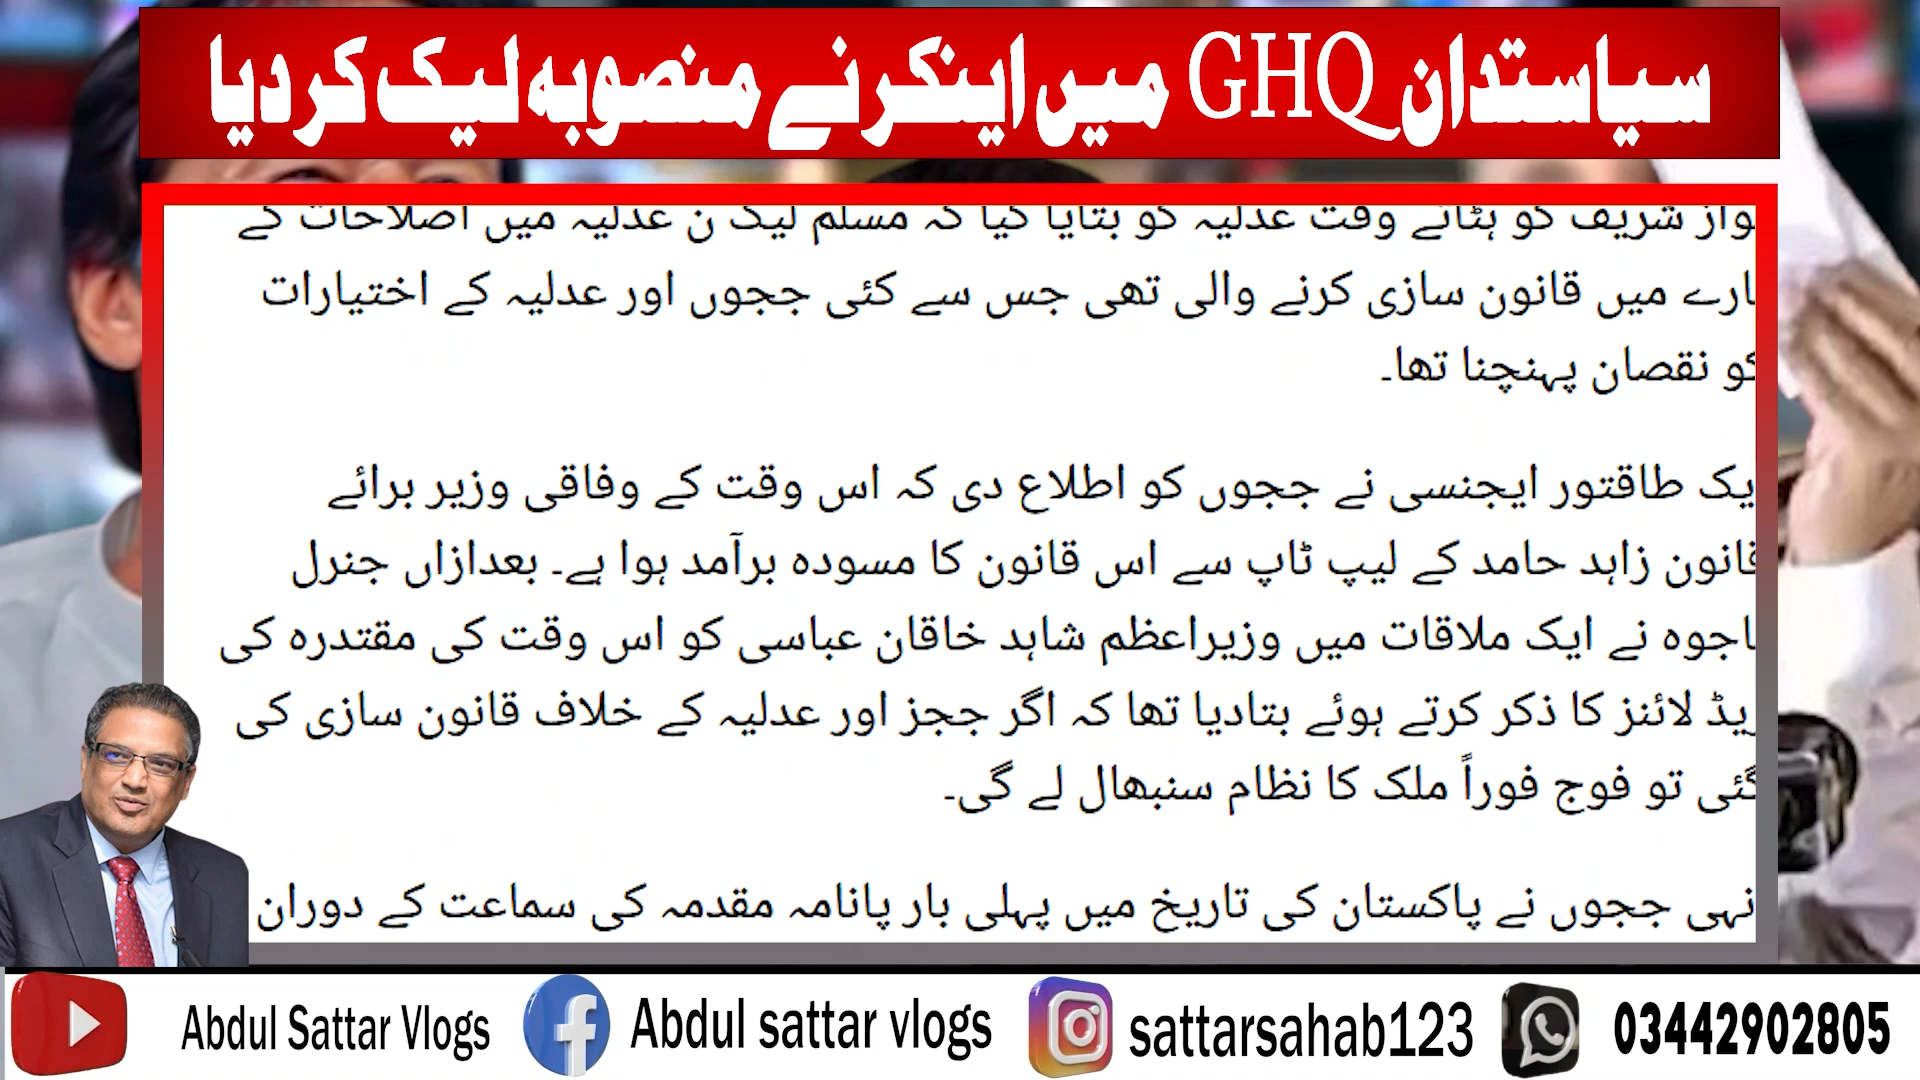 سیاستدان GHQ میں اینکر نے منصوبہ لیک کر دیا
شریف کو ہٹاتے وقت عدلیہ کو بتایا گیا کہ مسلم لیگ ن عدلیہ میں اصلاحات کے
میں قانون سازی کرنے والی تھی جس سے کئی ججوں اور عدلیہ کے اختیارات
کو نقصان پہنچنا تھا۔
طاقتور ایجنسی نے ججوں کو اطلاع دی کہ اس وقت کے وفاقی وزیر برائے
قانون زاہد حامد کے لیپ ٹاپ سے اس قانون کا مسودہ برآمد ہوا ہے۔ بعدازاں جنرل
نے ایک ملاقات میں وزیراعظم شاہد خاقان عباسی کو اس وقت کی مقتدرہ کی
لائنز کا ذکر کرتے ہوئے بتادیا تھا کہ اگر ججز اور عدلیہ کے خلاف قانون سازی کی
گئی تو فوج فوراً ملک کا نظام سنبھال لے گی۔
ججوں نے پاکستان کی تاریخ میں پہلی بار پانامہ مقدمہ کی سماعت کے دوران
Abdul Sattar Vlogs
Abdul sattar vlogs
sattarsahab123
03442902805